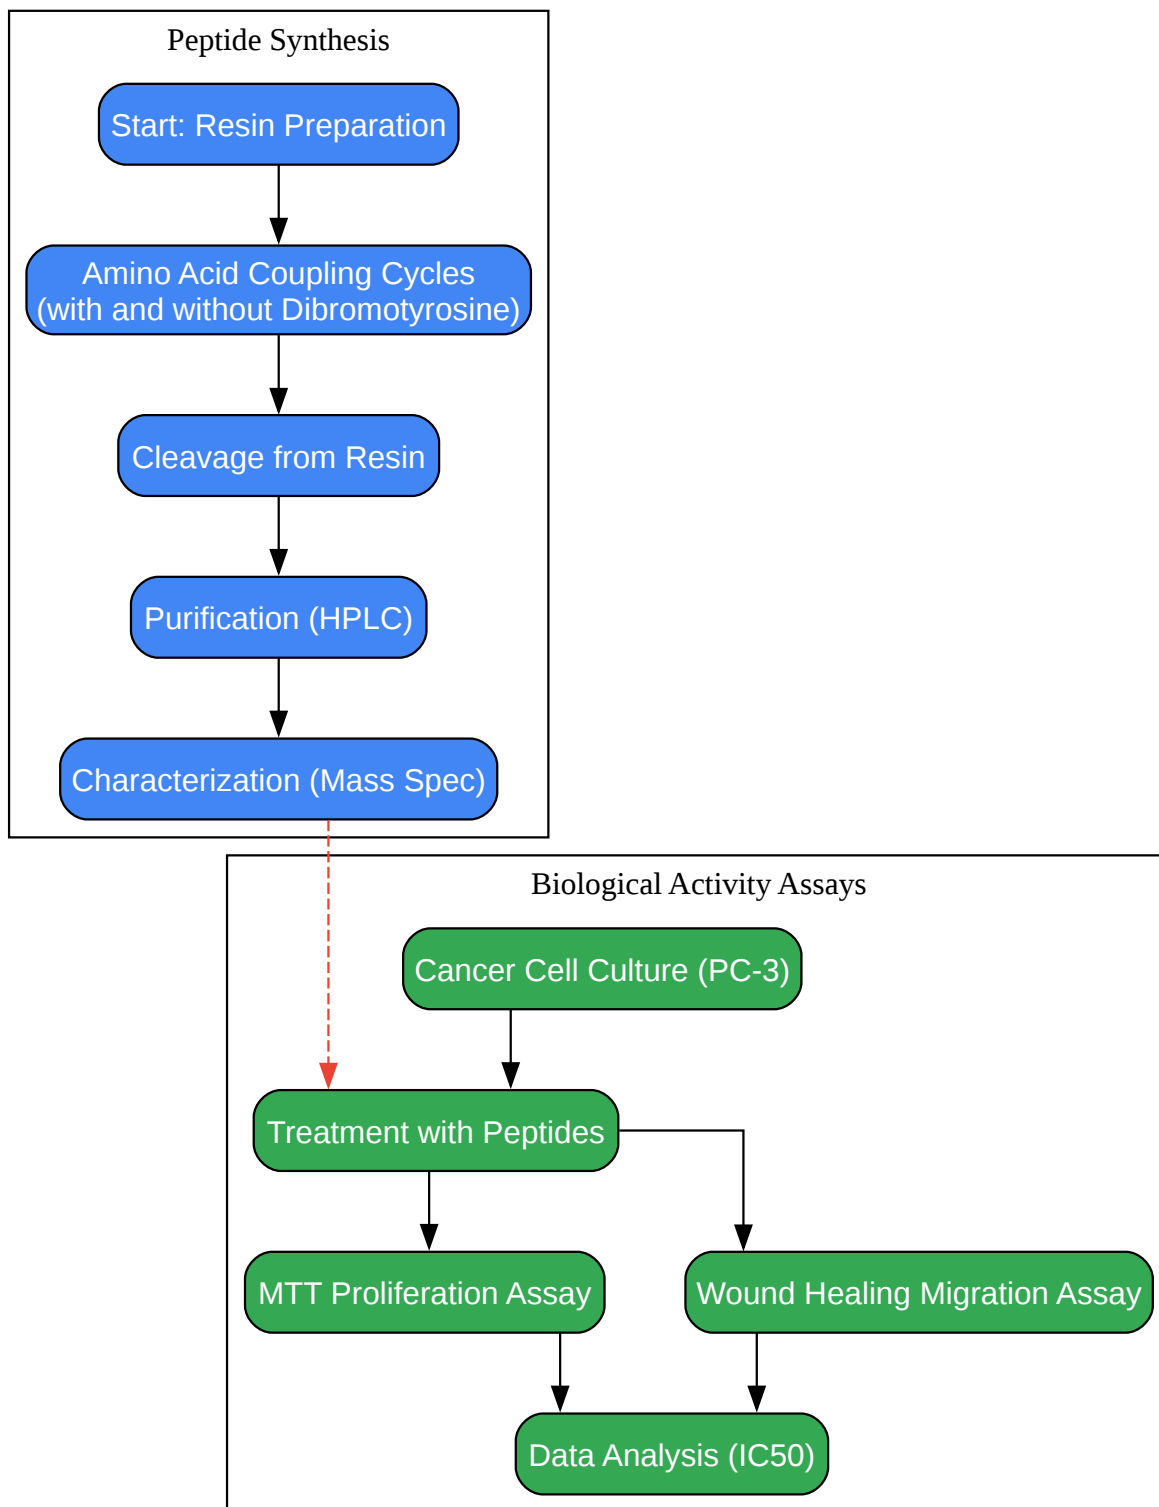 Peptide Synthesis
Start: Resin Preparation
Amino Acid Coupling Cycles
(with and without Dibromotyrosine)
Cleavage from Resin
Purification (HPLC)
Characterization (Mass Spec)
Biological Activity Assays
Cancer Cell Culture (PC-3)
Treatment with Peptides
MTT Proliferation Assay
Wound Healing Migration Assay
Data Analysis (IC50)